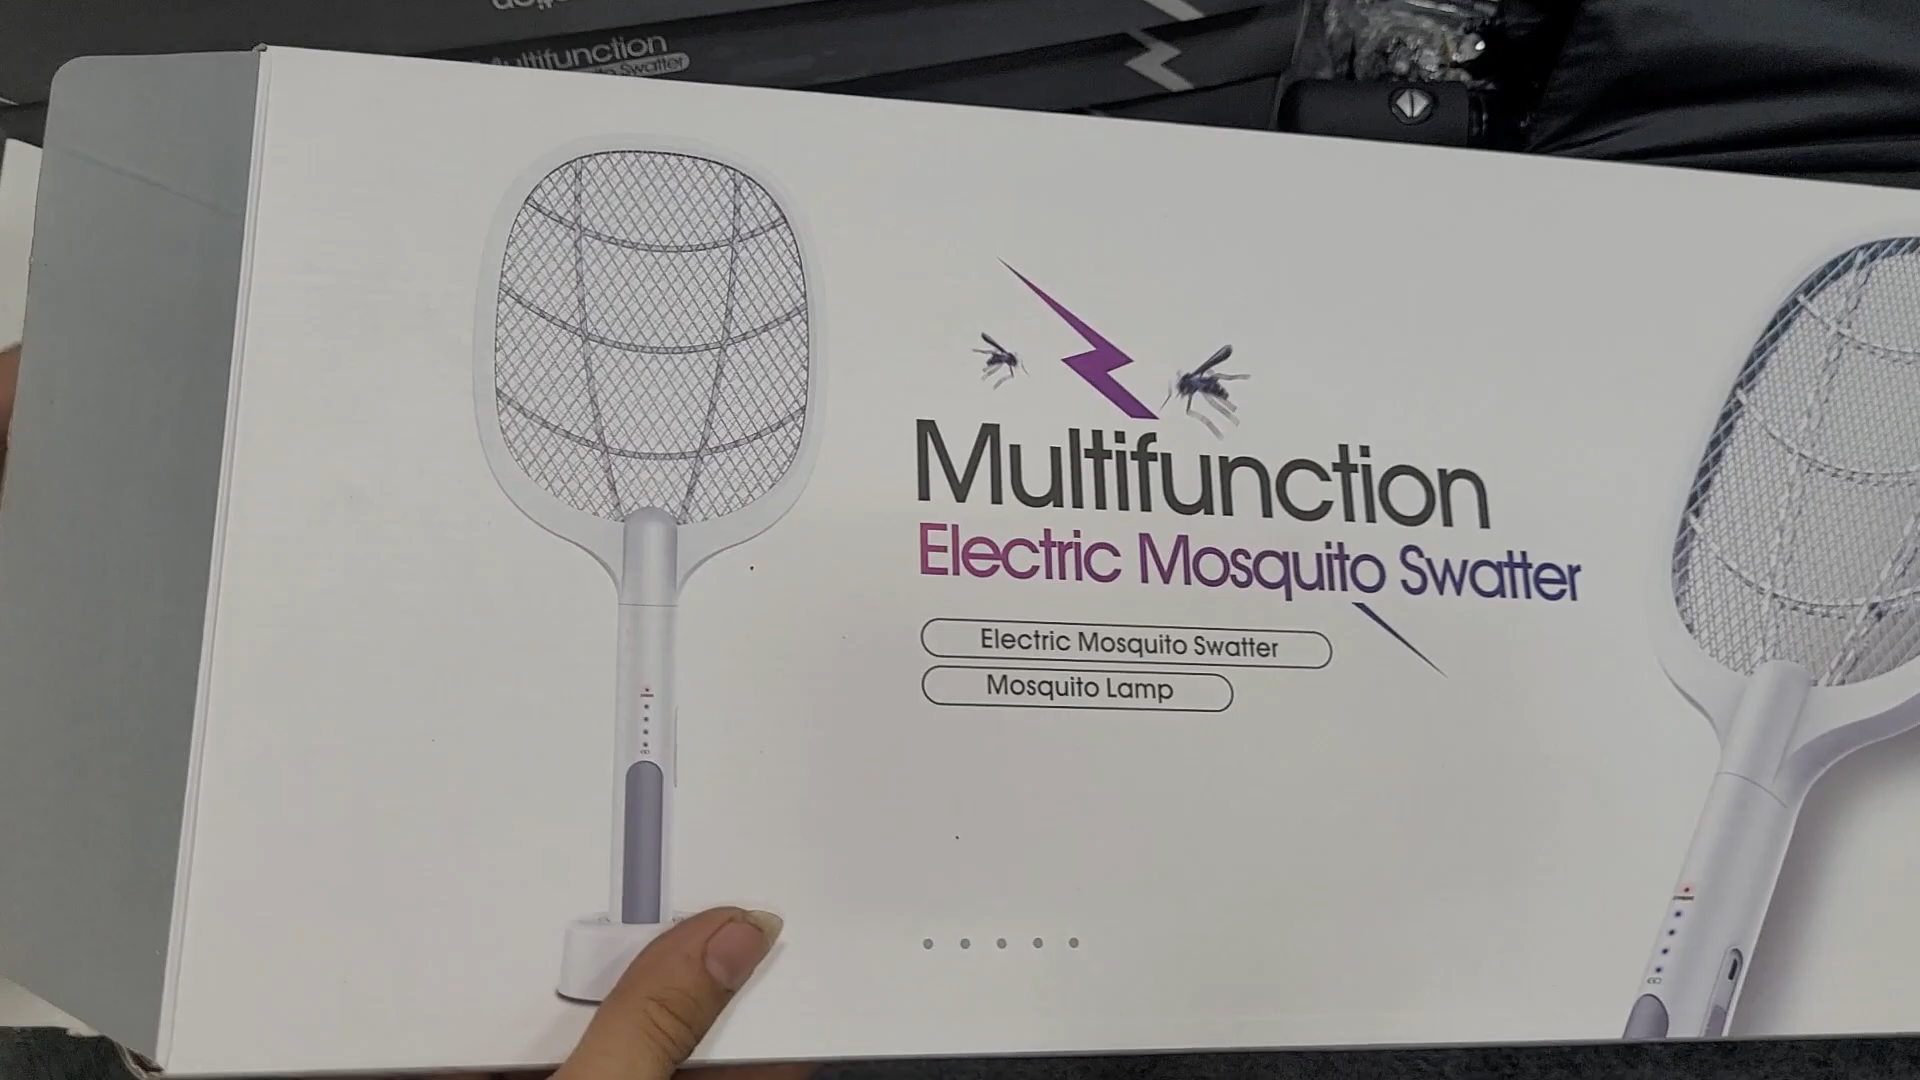 Multifunction
Multifunction
Electric Mosquito Swatter
Electric Mosquito Swatter
Mosquito Lamp